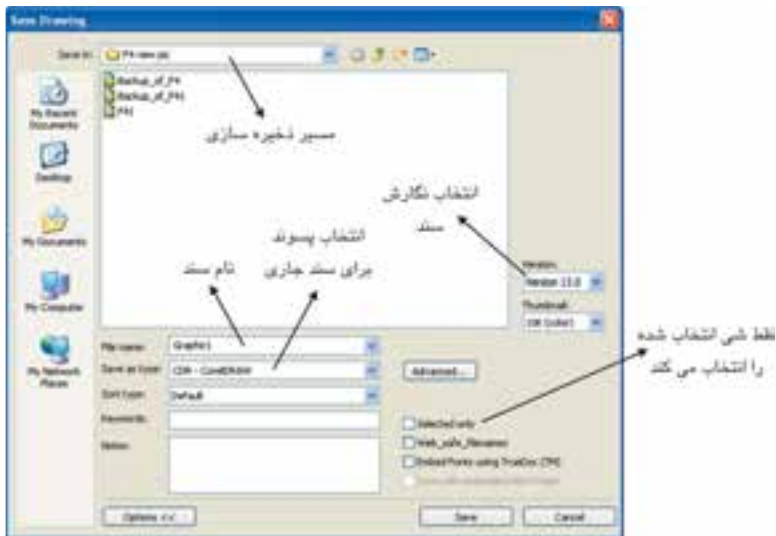 Save Drawing
Save in:
P4 new pic
Backup_of_P4
Backup_of_P41
P41
مسیر ذخیره سازی
My Recent
Documents
Desktop
My Documents
My Computer
My Network
Places
انتخاب نگارش
سند
انتخاب پسوند
برای سند جاری
نام سند
Version:
Version 13.0
Thumbnail:
10K (color)
File name:
Graphic1
Save as type:
CDR - CorelDRAW
Advanced...
Sort type:
Default
Keywords:
Notes:
Selected only
Web_safe_filenames
Embed Fonts using TrueDoc (TM)
فقط شی انتخاب شده
را انتخاب می کند
Options <<
Save
Cancel